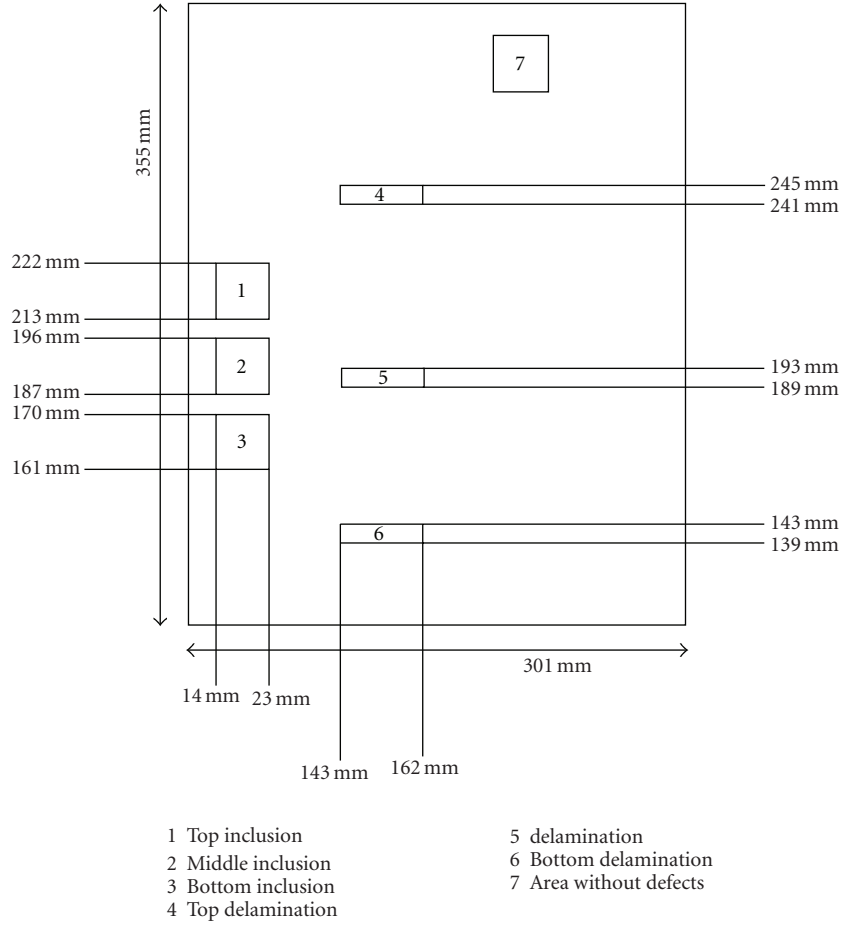 7
355 mm
4
245 mm
241 mm
222 mm
1
213 mm
196 mm
2
187 mm
193 mm
5
189 mm
170 mm
3
161 mm
143 mm
6
139 mm
301 mm
14 mm
23 mm
143 mm
162 mm
1 Top inclusion
2 Middle inclusion
3 Bottom inclusion
4 Top delamination
5 delamination
6 Bottom delamination
7 Area without defects